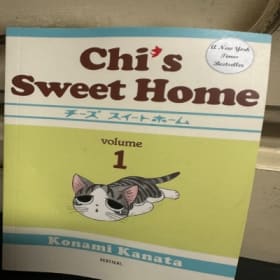 Chi's
Sweet Home
A New York
Times
Bestseller
チーズ スイートホーム
volume
1
Konami Kanata
VERTICAL.